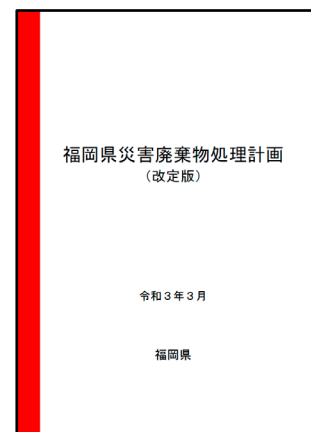 福岡県災害廃棄物処理計画
（改定版）
令和３年３月
福岡県